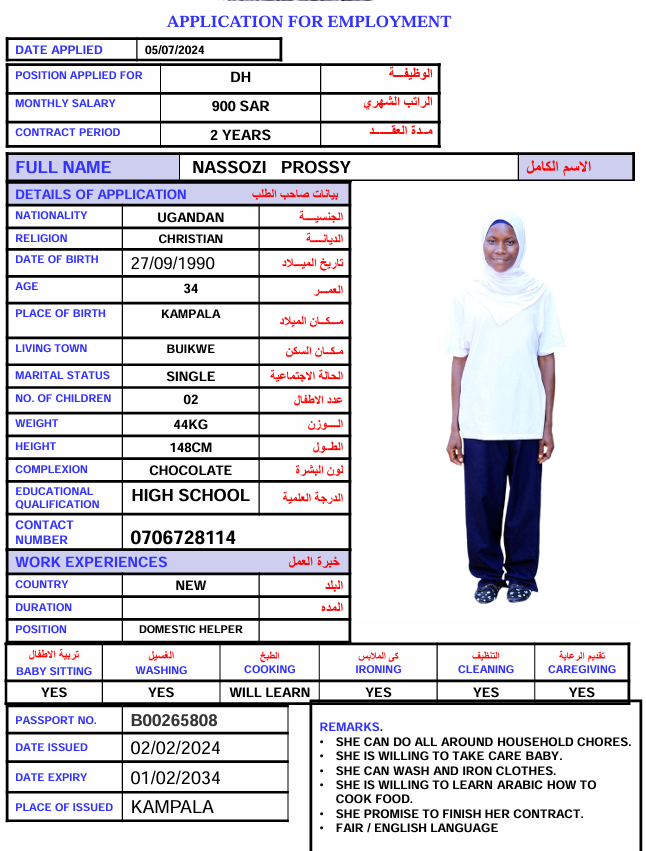 APPLICATION FOR EMPLOYMENT
DATE APPLIED 05/07/2024
POSITION APPLIED FOR DH الوظيفـــة
MONTHLY SALARY 900 SAR الراتب الشهري
CONTRACT PERIOD 2 YEARS مـدة العقــــد
FULL NAME NASSOZI PROSSY الاسم الكامل
DETAILS OF APPLICATION بيانات صاحب الطلب
NATIONALITY UGANDAN الجنسيـــة
RELIGION CHRISTIAN الديانــــة
DATE OF BIRTH 27/09/1990 تاريخ الميــلاد
AGE 34 العمــر
PLACE OF BIRTH KAMPALA مــكــان الميلاد
LIVING TOWN BUIKWE مـكــان السكن
MARITAL STATUS SINGLE الحالة الاجتماعية
NO. OF CHILDREN 02 عدد الاطفال
WEIGHT 44KG الــــوزن
HEIGHT 148CM الطــول
COMPLEXION CHOCOLATE لون البشرة
EDUCATIONAL QUALIFICATION HIGH SCHOOL الدرجة العلمية
CONTACT NUMBER 0706728114
WORK EXPERIENCES خبرة العمل
COUNTRY NEW البلد
DURATION المده
POSITION DOMESTIC HELPER
تربية الاطفال الغسيل الطبخ كى الملابس التنظيف تقديم الرعاية
BABY SITTING WASHING COOKING IRONING CLEANING CAREGIVING
YES YES WILL LEARN YES YES YES
PASSPORT NO. B00265808
DATE ISSUED 02/02/2024
DATE EXPIRY 01/02/2034
PLACE OF ISSUED KAMPALA
REMARKS.
• SHE CAN DO ALL AROUND HOUSEHOLD CHORES.
• SHE IS WILLING TO TAKE CARE BABY.
• SHE CAN WASH AND IRON CLOTHES.
• SHE IS WILLING TO LEARN ARABIC HOW TO
COOK FOOD.
• SHE PROMISE TO FINISH HER CONTRACT.
• FAIR / ENGLISH LANGUAGE